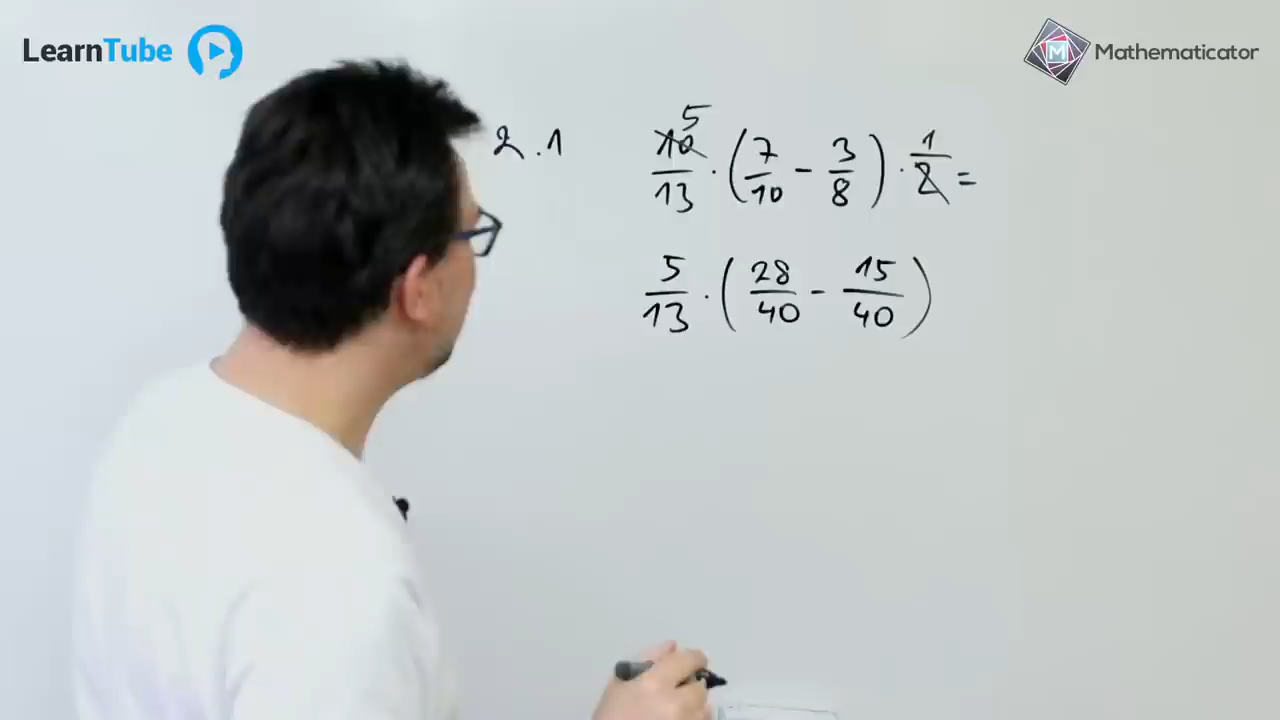 LearnTube
Mathematicator
2.1 10/13 5 · (7/10 - 3/8) · 1/2 =
5/13 · (28/40 - 15/40)